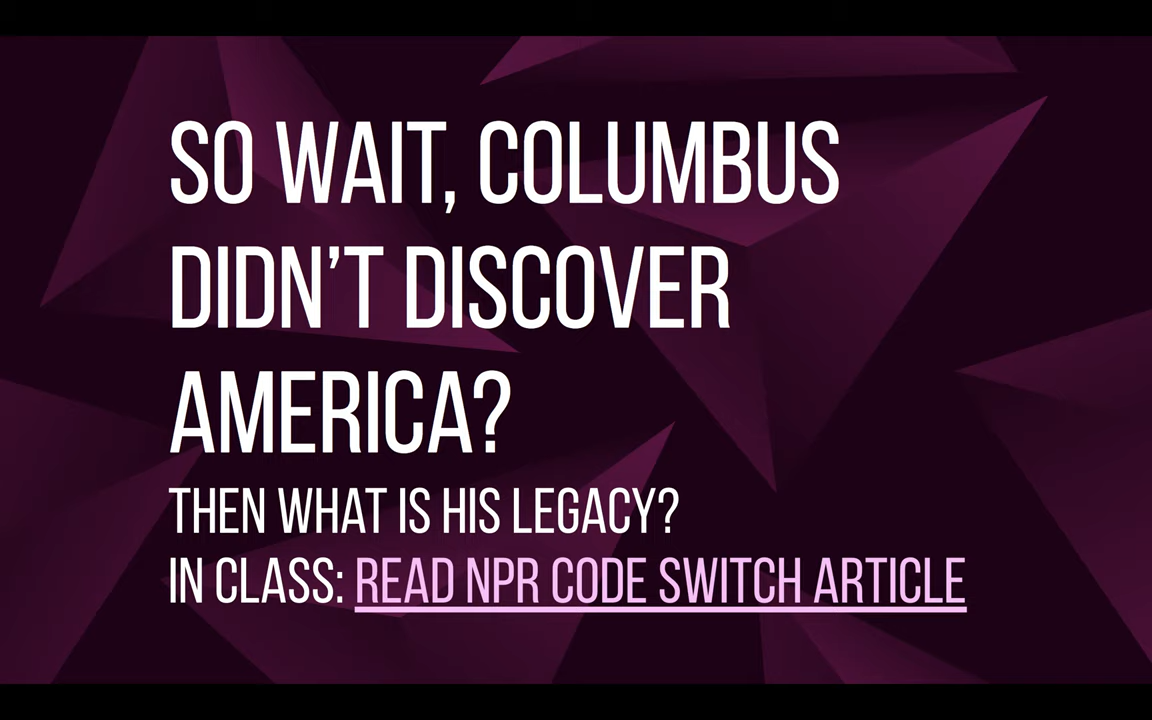 SO WAIT, COLUMBUS
DIDN’T DISCOVER
AMERICA?
THEN WHAT IS HIS LEGACY?
IN CLASS: READ NPR CODE SWITCH ARTICLE